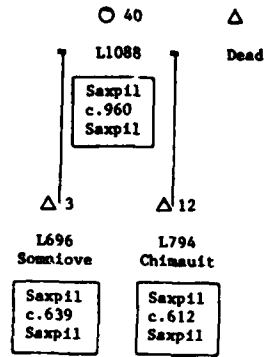 40
L1088 Dead
Saxpil
c.960
Saxpil
3 12
L696 L794
Somniove Chimauit
Saxpil Saxpil
c.639 c.612
Saxpil Saxpil